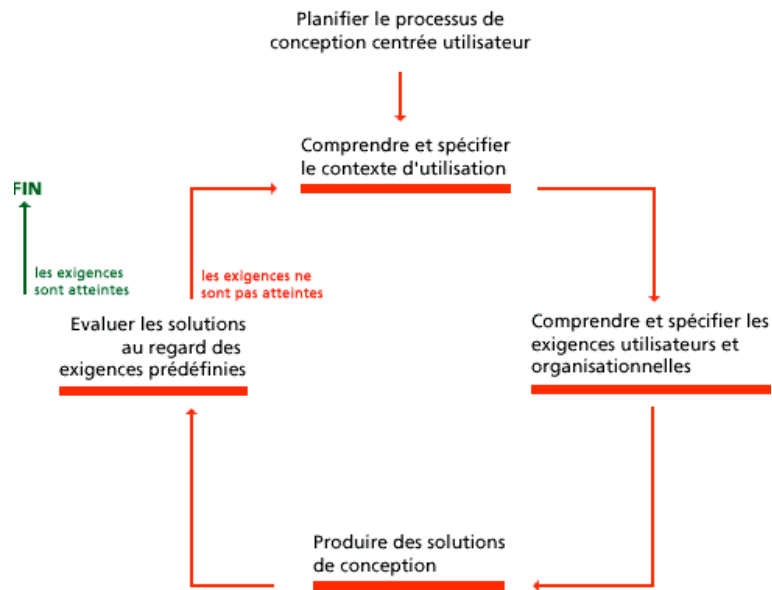 Planifier le processus de
conception centrée utilisateur
Comprendre et spécifier
le contexte d'utilisation
FIN
les exigences
sont atteintes
les exigences ne
sont pas atteintes
Evaluer les solutions
au regard des
exigences prédéfinies
Comprendre et spécifier les
exigences utilisateurs et
organisationnelles
Produire des solutions
de conception